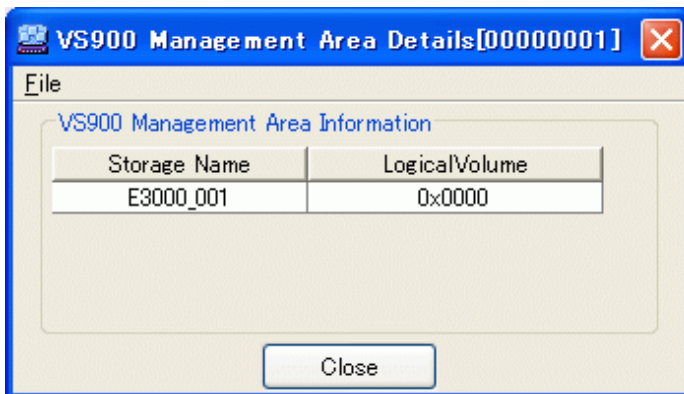 VS900 Management Area Details[00000001]
File
VS900 Management Area Information
Storage Name LogicalVolume
E3000_001 0x0000
Close